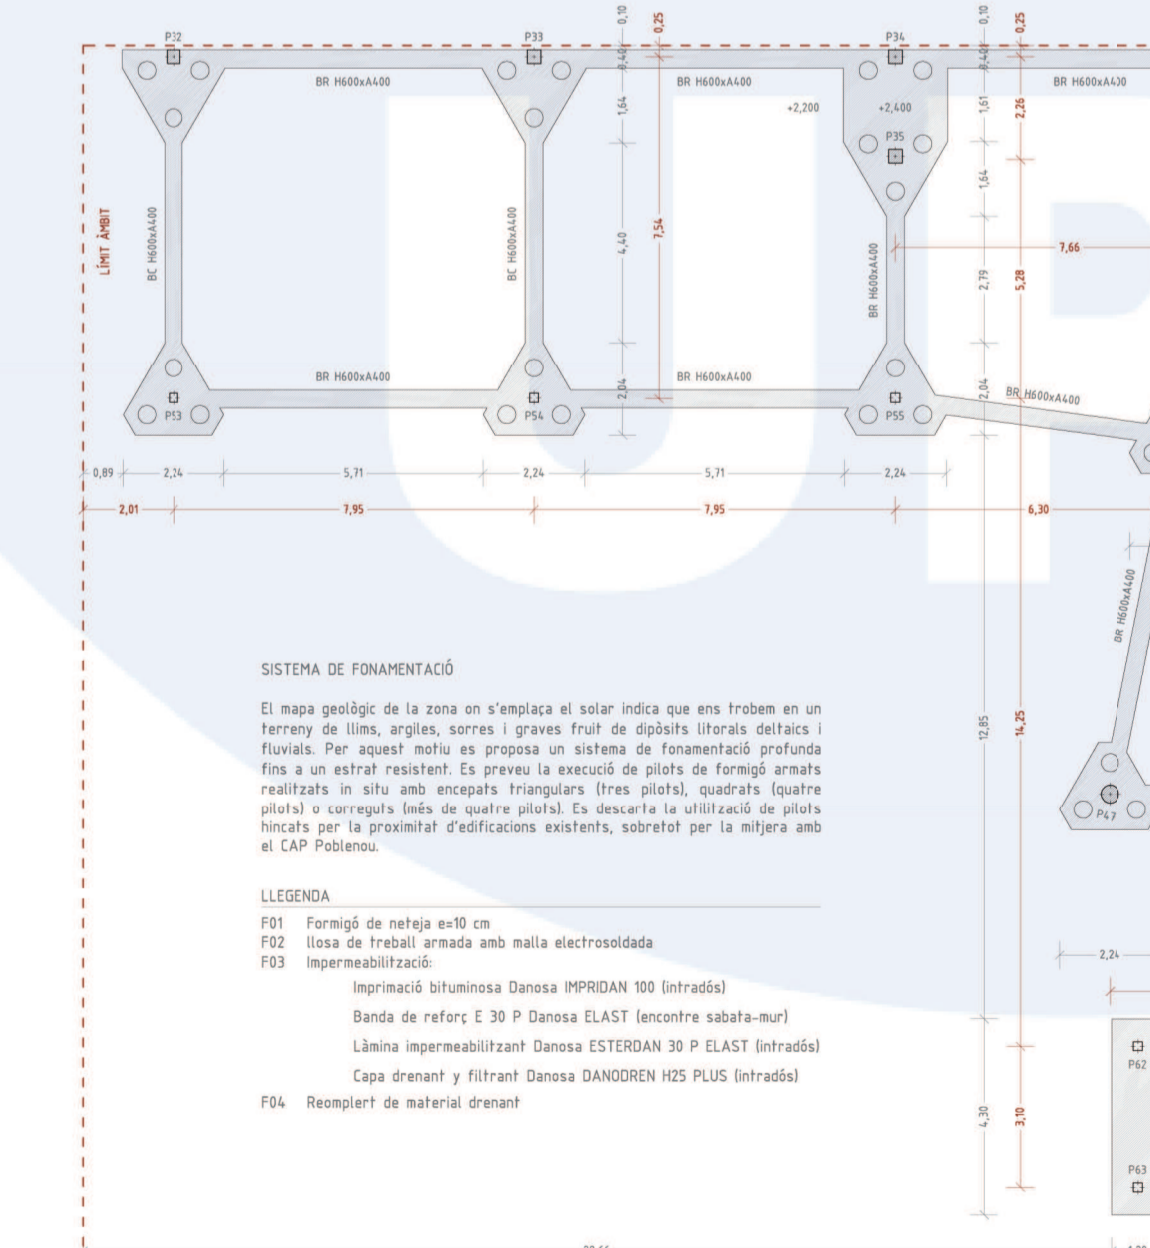 P32
P33
P34
0,10
0,25
0,10
0,25
0,40
0,40
BR H600xA400
BR H600xA400
BR H600xA400
+2,200
+2,400
1,64
1,61
2,26
P35
1,64
LÍMIT ÀMBIT
BC H600xA400
BC H600xA400
4,40
7,54
BR H600xA400
7,66
2,79
5,28
BR H600xA400
BR H600xA400
BR H600xA400
2,04
2,04
P53
P54
P55
0,89
2,24
5,71
2,24
5,71
2,24
2,01
7,95
7,95
6,30
BR H600xA400
SISTEMA DE FONAMENTACIÓ
El mapa geològic de la zona on s'emplaça el solar indica que ens trobem en un
terreny de llims, argiles, sorres i graves fruit de dipòsits litorals deltaics i
fluvials. Per aquest motiu es proposa un sistema de fonamentació profunda
fins a un estrat resistent. Es preveu la execució de pilots de formigó armats
realitzats in situ amb encepats triangulars (tres pilots), quadrats (quatre
pilots) o correguts (més de quatre pilots). Es descarta la utilització de pilots
hincats per la proximitat d'edificacions existents, sobretot per la mitjera amb
el CAP Poblenou.
12,85
14,25
P47
LLEGENDA
F01 Formigó de neteja e=10 cm
F02 llosa de treball armada amb malla electrosoldada
F03 Impermeabilització:
Imprimació bituminosa Danosa IMPRIDAN 100 (intradós)
Banda de reforç E 30 P Danosa ELAST (encontre sabata-mur)
Làmina impermeabilitzant Danosa ESTERDAN 30 P ELAST (intradós)
Capa drenant y filtrant Danosa DANODREN H25 PLUS (intradós)
F04 Reomplert de material drenant
2,24
P62
4,30
3,10
P63